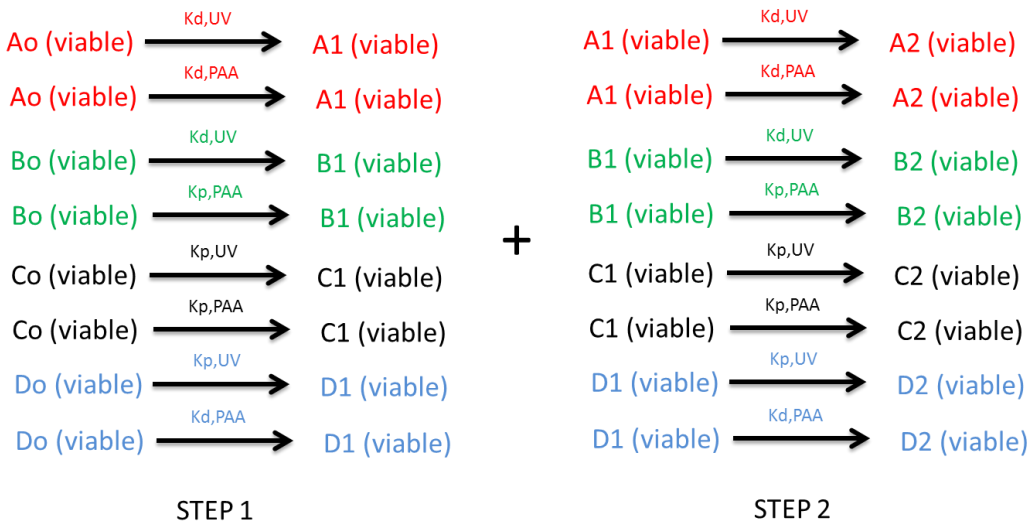 Kd,UV
Ao (viable) A1 (viable)
Kd,PAA
Ao (viable) A1 (viable)
Kd,UV
Bo (viable) B1 (viable)
Kp,PAA
Bo (viable) B1 (viable)
Kp,UV
Co (viable) C1 (viable)
Kp,PAA
Co (viable) C1 (viable)
Kp,UV
Do (viable) D1 (viable)
Kd,PAA
Do (viable) D1 (viable)
STEP 1
+
Kd,UV
A1 (viable) A2 (viable)
Kd,PAA
A1 (viable) A2 (viable)
Kd,UV
B1 (viable) B2 (viable)
Kp,PAA
B1 (viable) B2 (viable)
Kp,UV
C1 (viable) C2 (viable)
Kp,PAA
C1 (viable) C2 (viable)
Kp,UV
D1 (viable) D2 (viable)
Kd,PAA
D1 (viable) D2 (viable)
STEP 2